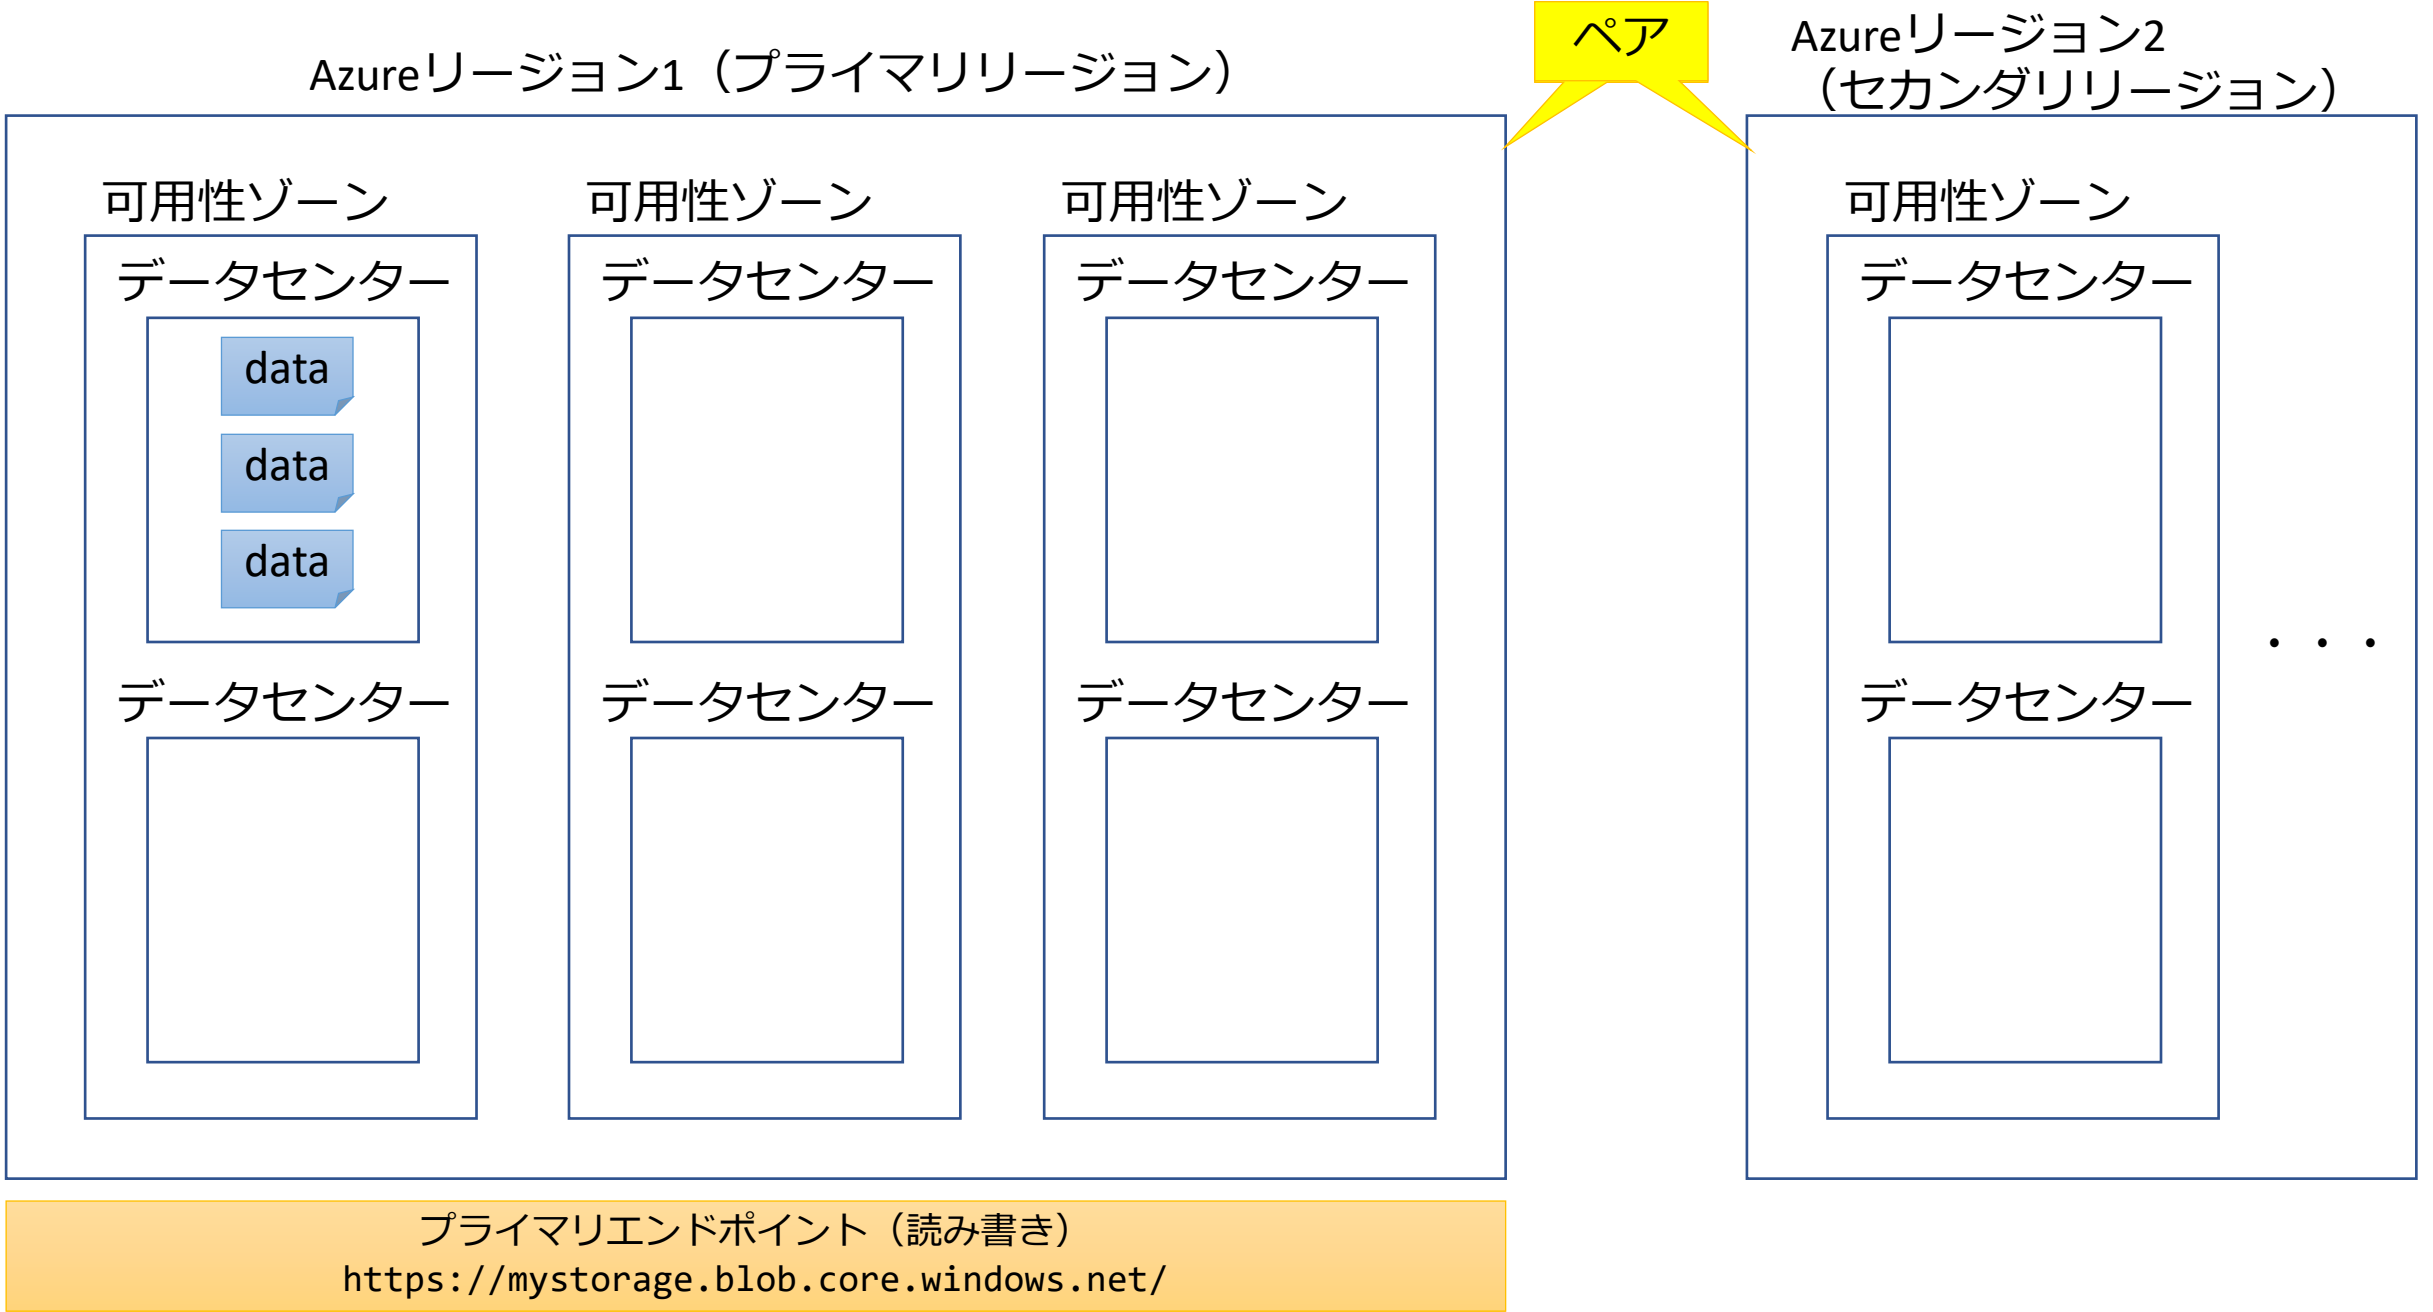 ペア
Azureリージョン1（プライマリリージョン）
Azureリージョン2
（セカンダリリージョン）
可用性ゾーン
可用性ゾーン
可用性ゾーン
可用性ゾーン
データセンター
データセンター
データセンター
データセンター
data
data
data
・・・
データセンター
データセンター
データセンター
データセンター
プライマリエンドポイント（読み書き）
https://mystorage.blob.core.windows.net/